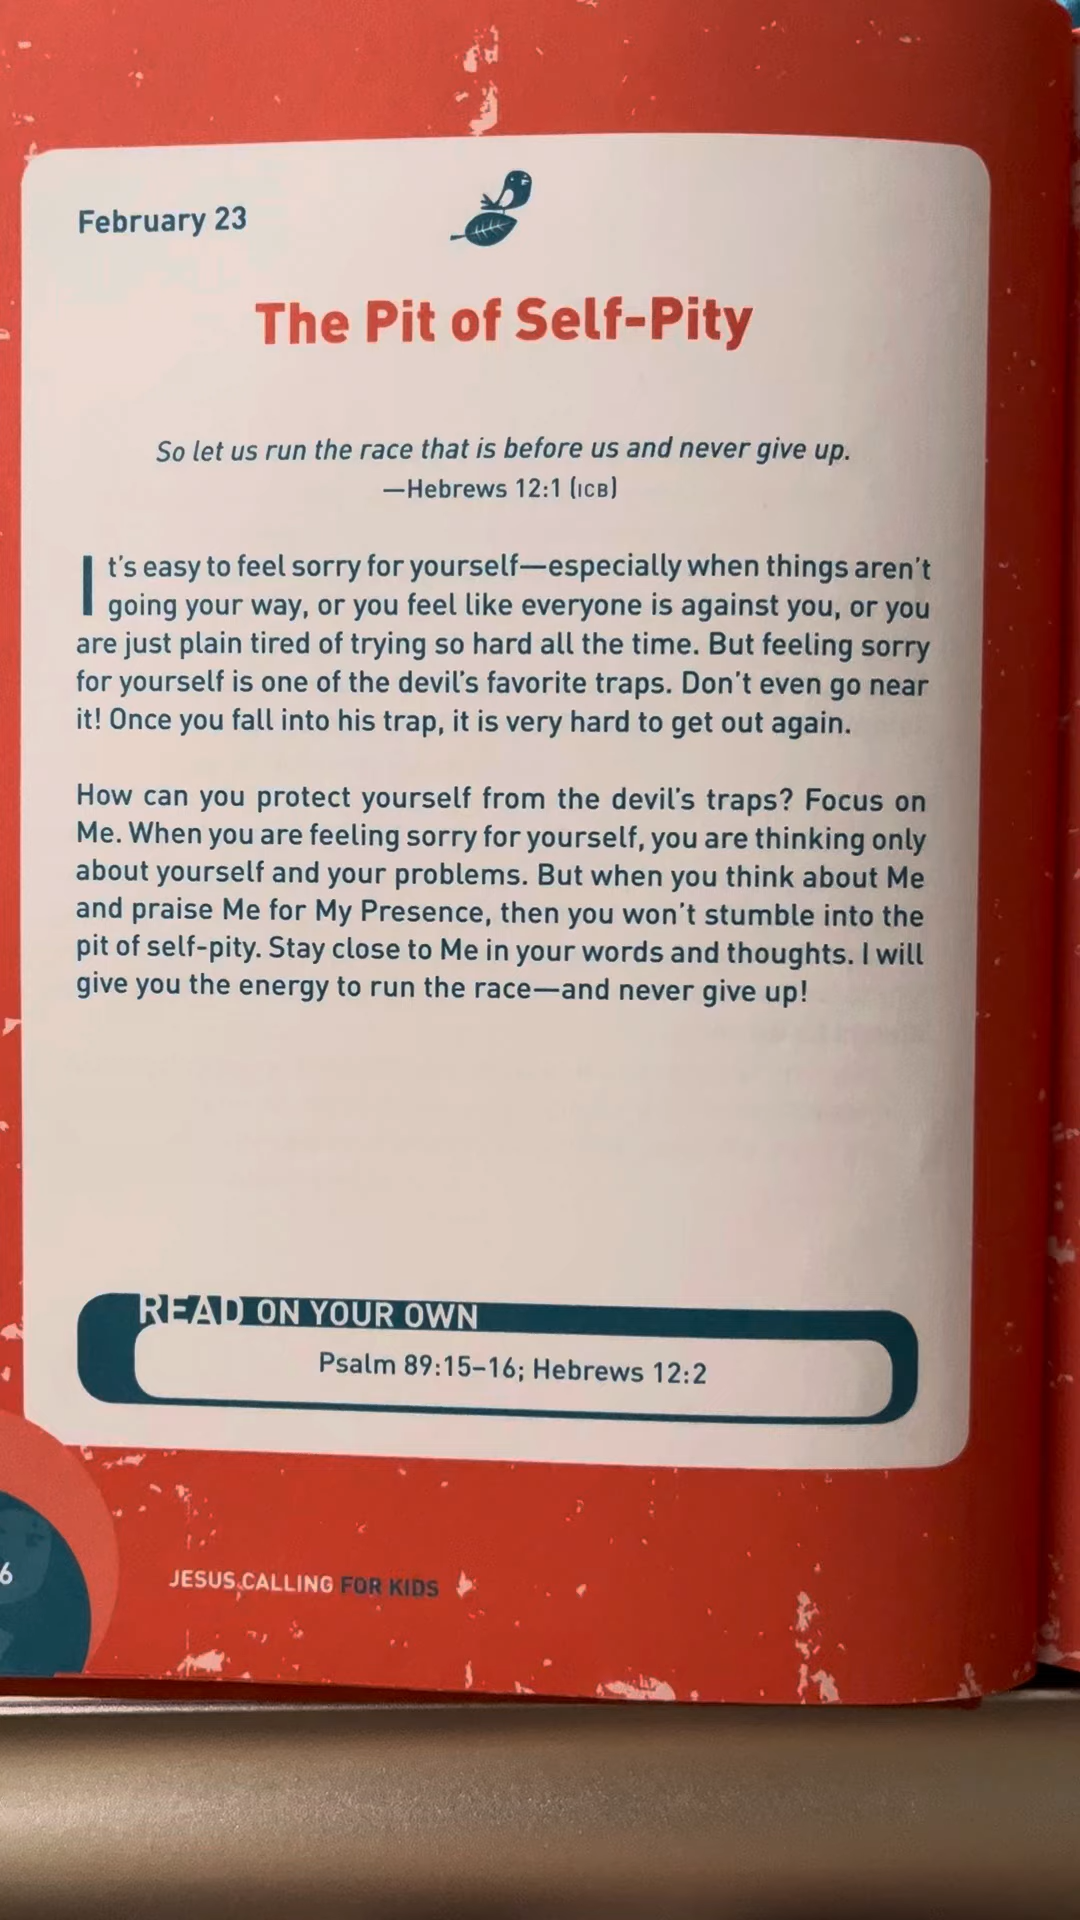 February 23
The Pit of Self-Pity
So let us run the race that is before us and never give up.
—Hebrews 12:1 (ICB)
It's easy to feel sorry for yourself—especially when things aren't
going your way, or you feel like everyone is against you, or you
are just plain tired of trying so hard all the time. But feeling sorry
for yourself is one of the devil's favorite traps. Don't even go near
it! Once you fall into his trap, it is very hard to get out again.
How can you protect yourself from the devil's traps? Focus on
Me. When you are feeling sorry for yourself, you are thinking only
about yourself and your problems. But when you think about Me
and praise Me for My Presence, then you won't stumble into the
pit of self-pity. Stay close to Me in your words and thoughts. I will
give you the energy to run the race—and never give up!
READ ON YOUR OWN
Psalm 89:15–16; Hebrews 12:2
6
JESUS CALLING FOR KIDS